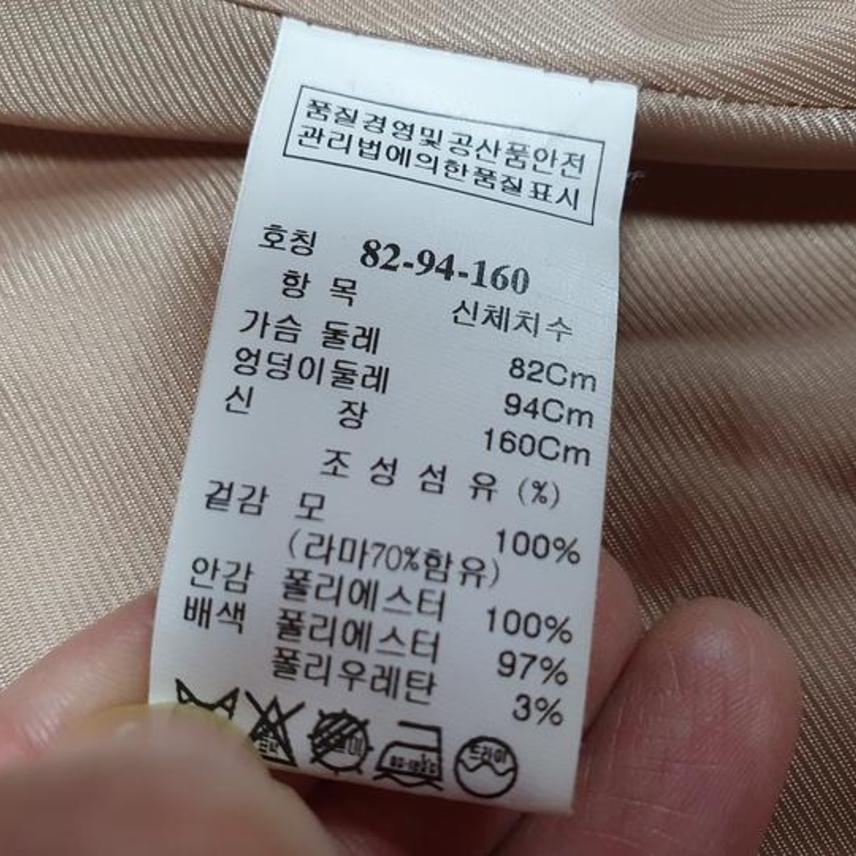 품질경영및공산품안전
관리법에의한품질표시
호칭 82-94-160
항 목 신체치수
가슴 둘레 82Cm
엉덩이둘레 94Cm
신 장 160Cm
조 성 섬 유 (%)
겉감 모 100%
(라마70%함유)
안감 폴리에스터 100%
배색 폴리에스터 97%
폴리우레탄 3%
드라이